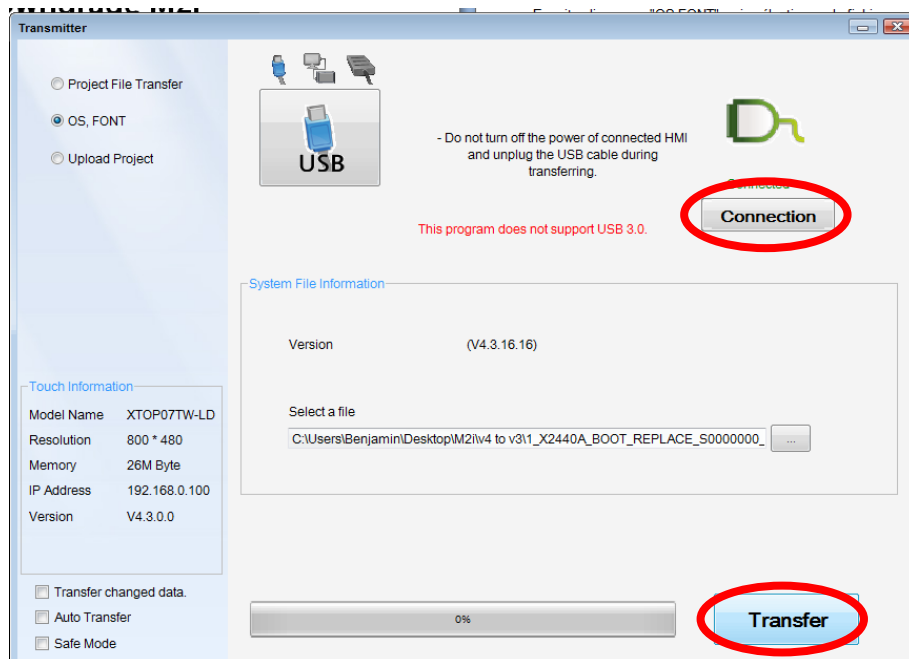 Transmitter
Project File Transfer
OS, FONT
Upload Project
USB
- Do not turn off the power of connected HMI
and unplug the USB cable during
transferring.
This program does not support USB 3.0.
Connected
Connection
System File Information
Version (V4.3.16.16)
Select a file
C:\Users\Benjamin\Desktop\M2i\v4 to v3\1_X2440A_BOOT_REPLACE_S0000000_ ...
Touch Information
Model Name XTOP07TW-LD
Resolution 800 * 480
Memory 26M Byte
IP Address 192.168.0.100
Version V4.3.0.0
Transfer changed data.
Auto Transfer
Safe Mode
0%
Transfer